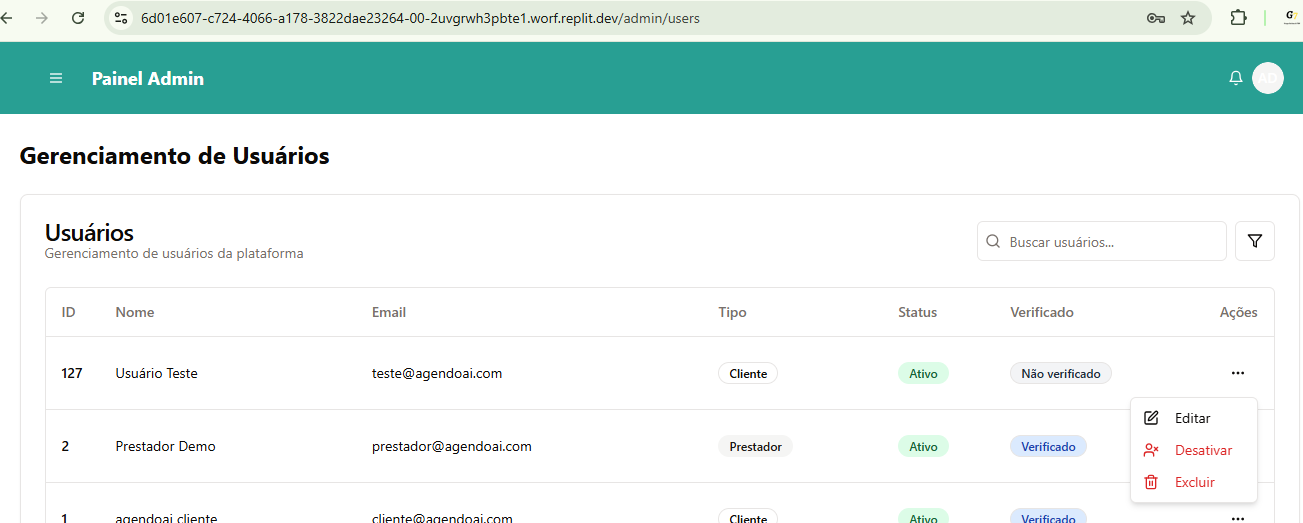 6d01e607-c724-4066-a178-3822dae23264-00-2uvgrwh3pbte1.worf.replit.dev/admin/users
G
Painel Admin
AD
Gerenciamento de Usuários
Usuários
Gerenciamento de usuários da plataforma
Buscar usuários...
ID Nome Email Tipo Status Verificado Ações
127 Usuário Teste teste@agendoai.com Cliente Ativo Não verificado
Editar
2 Prestador Demo prestador@agendoai.com Prestador Ativo Verificado
Desativar
Excluir
1 agendoai cliente cliente@agendoai.com Cliente Ativo Verificado